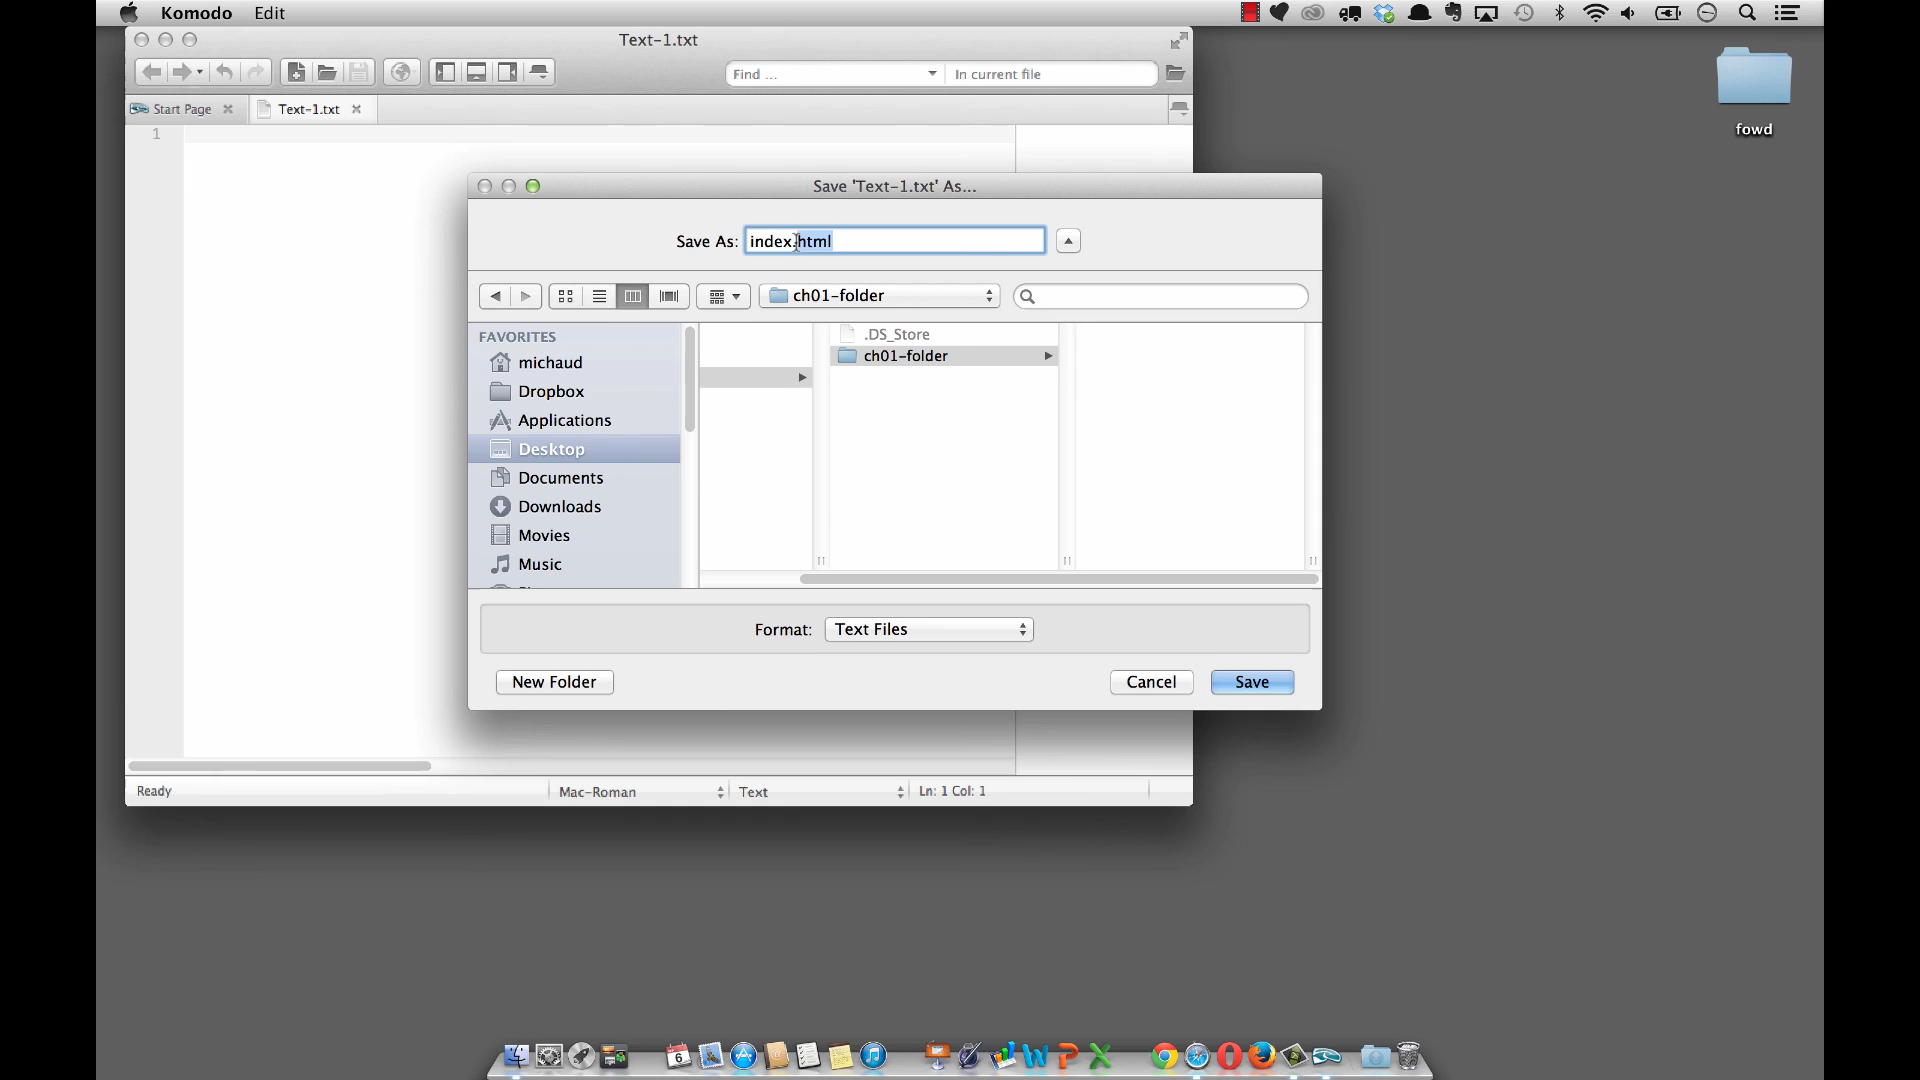 Komodo Edit
Text-1.txt
Find ... In current file
Start Page Text-1.txt
fowd
1
Save 'Text-1.txt' As...
Save As: index.html
ch01-folder
FAVORITES
michaud
Dropbox
Applications
Desktop
Documents
Downloads
Movies
Music
.DS_Store
ch01-folder
Format: Text Files
New Folder Cancel Save
Ready Mac-Roman Text Ln: 1 Col: 1
6